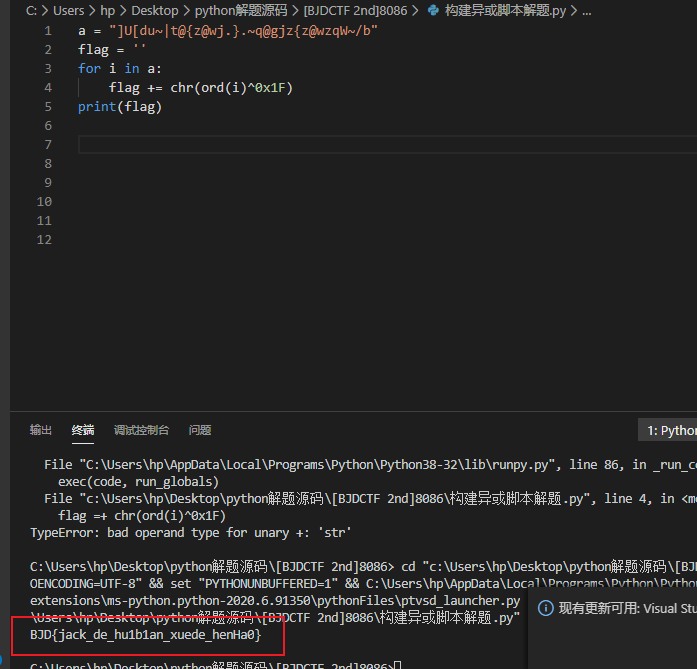 C: > Users > hp > Desktop > python解题源码 > [BJDCTF 2nd]8086 > 构建异或脚本解题.py > ...
1 a = "]U[du~|t@{z@wj.}.~q@gjz{z@wzqW~/b"
2 flag = ''
3 for i in a:
4     flag += chr(ord(i)^0x1F)
5 print(flag)
6
7
8
9
10
11
12
输出 终端 调试控制台 问题 1: Python
File "C:\Users\hp\AppData\Local\Programs\Python\Python38-32\lib\runpy.py", line 86, in _run_co
exec(code, run_globals)
File "c:\Users\hp\Desktop\python解题源码\[BJDCTF 2nd]8086\构建异或脚本解题.py", line 4, in <mo
flag =+ chr(ord(i)^0x1F)
TypeError: bad operand type for unary +: 'str'
C:\Users\hp\Desktop\python解题源码\[BJDCTF 2nd]8086> cd "c:\Users\hp\Desktop\python解题源码\[BJ
OENCODING=UTF-8" && set "PYTHONUNBUFFERED=1" && C:\Users\hp\AppData\Local\Programs\Python\Pytho
extensions\ms-python.python-2020.6.91350\pythonFiles\ptvsd_launcher.py
\Users\hp\Desktop\python解题源码\[BJDCTF 2nd]8086\构建异或脚本解题.py"
现有更新可用: Visual Stu
BJD{jack_de_hu1b1an_xuede_henHa0}
C:\Users\hp\Desktop\python解题源码\[BJDCTF 2nd]8086>